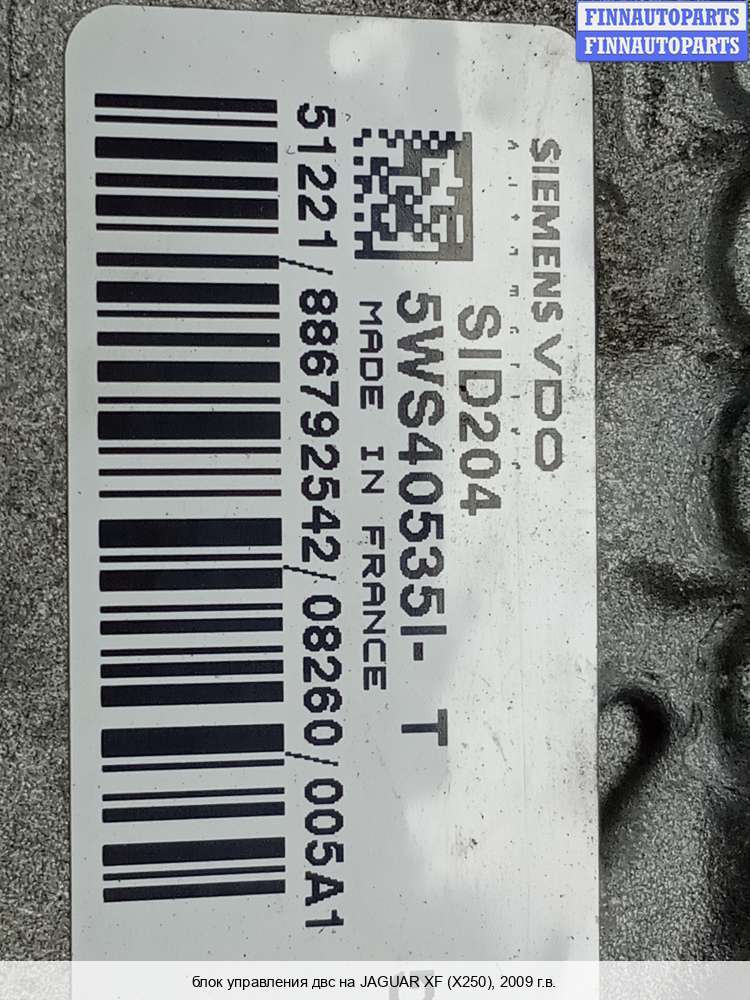 FINNAUTOPARTS
FINNAUTOPARTS
SIEMENS VDO
SID204
5WS40535I- T
MADE IN FRANCE
51221/886792542/08260/005A1
блок управления двс на JAGUAR XF (X250), 2009 г.в.